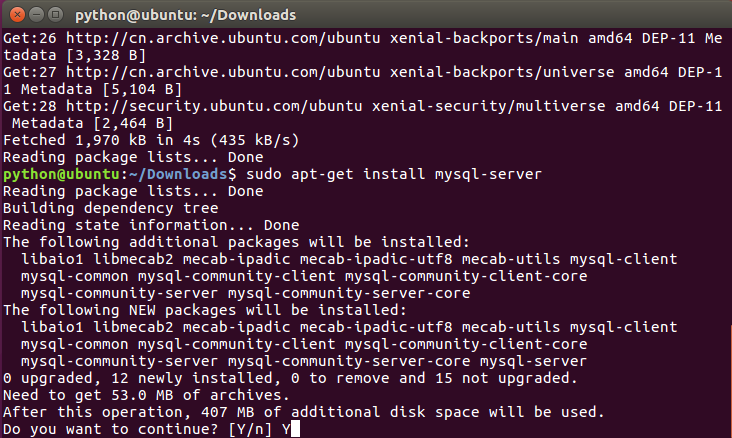 python@ubuntu: ~/Downloads
Get:26 http://cn.archive.ubuntu.com/ubuntu xenial-backports/main amd64 DEP-11 Me
tadata [3,328 B]
Get:27 http://cn.archive.ubuntu.com/ubuntu xenial-backports/universe amd64 DEP-1
1 Metadata [5,104 B]
Get:28 http://security.ubuntu.com/ubuntu xenial-security/multiverse amd64 DEP-11
 Metadata [2,464 B]
Fetched 1,970 kB in 4s (435 kB/s)
Reading package lists... Done
python@ubuntu:~/Downloads$ sudo apt-get install mysql-server
Reading package lists... Done
Building dependency tree
Reading state information... Done
The following additional packages will be installed:
  libaio1 libmecab2 mecab-ipadic mecab-ipadic-utf8 mecab-utils mysql-client
  mysql-common mysql-community-client mysql-community-client-core
  mysql-community-server mysql-community-server-core
The following NEW packages will be installed:
  libaio1 libmecab2 mecab-ipadic mecab-ipadic-utf8 mecab-utils mysql-client
  mysql-common mysql-community-client mysql-community-client-core
  mysql-community-server mysql-community-server-core mysql-server
0 upgraded, 12 newly installed, 0 to remove and 15 not upgraded.
Need to get 53.0 MB of archives.
After this operation, 407 MB of additional disk space will be used.
Do you want to continue? [Y/n] Y